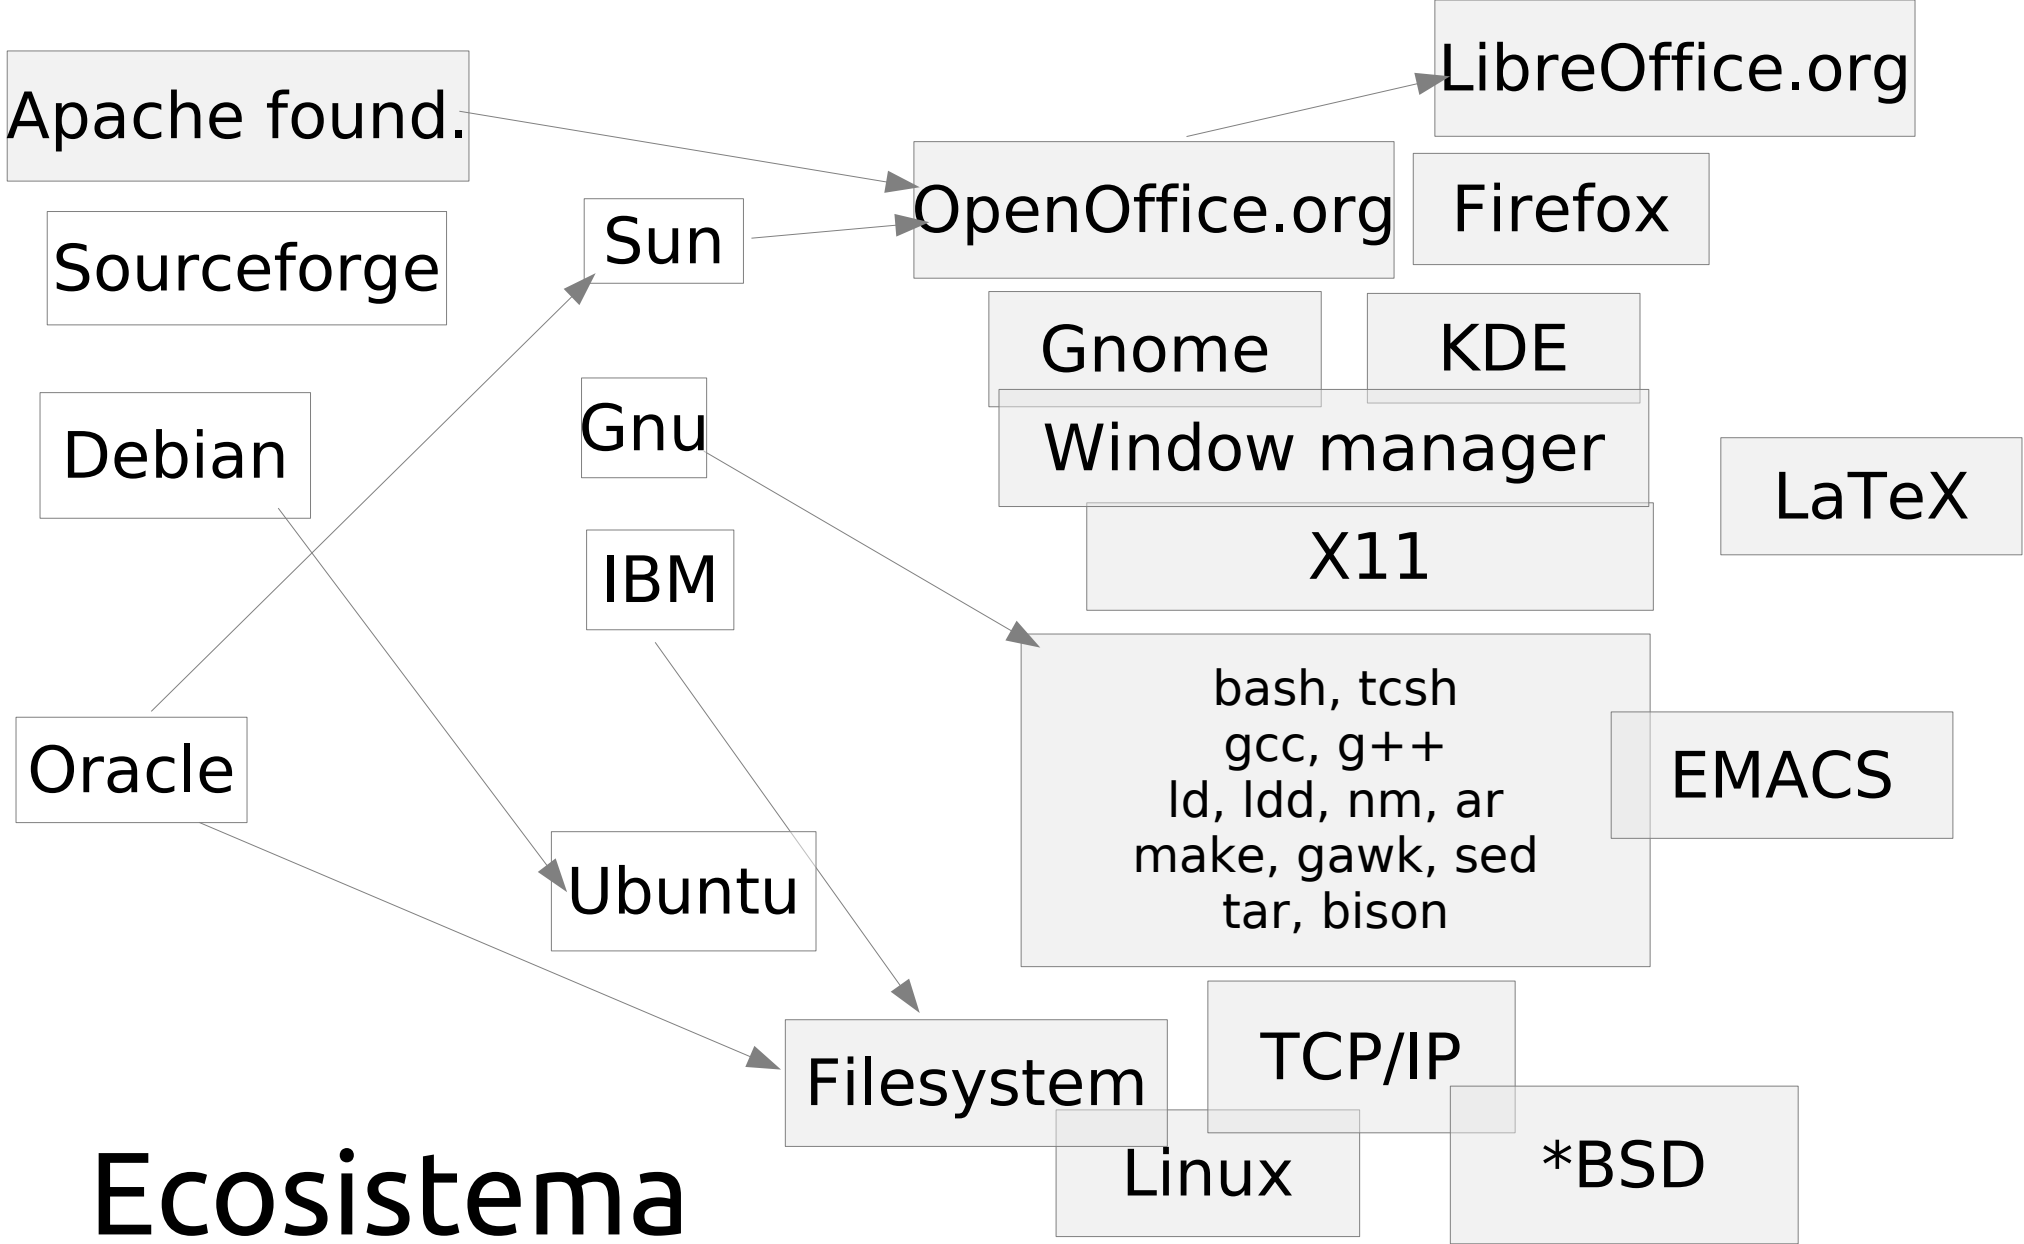 LibreOffice.org
Apache found.
OpenOffice.org
Firefox
Sun
Sourceforge
Gnome
KDE
Gnu
Window manager
Debian
LaTeX
X11
IBM
bash, tcsh
gcc, g++
ld, ldd, nm, ar
make, gawk, sed
tar, bison
EMACS
Oracle
Ubuntu
TCP/IP
Filesystem
Linux
*BSD
Ecosistema